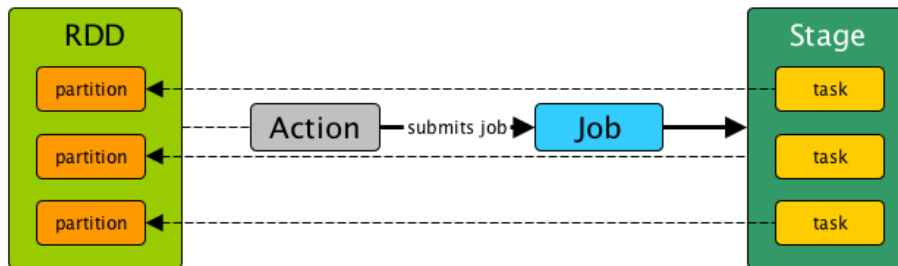 RDD
Stage
partition
task
Action
submits job
Job
partition
task
partition
task